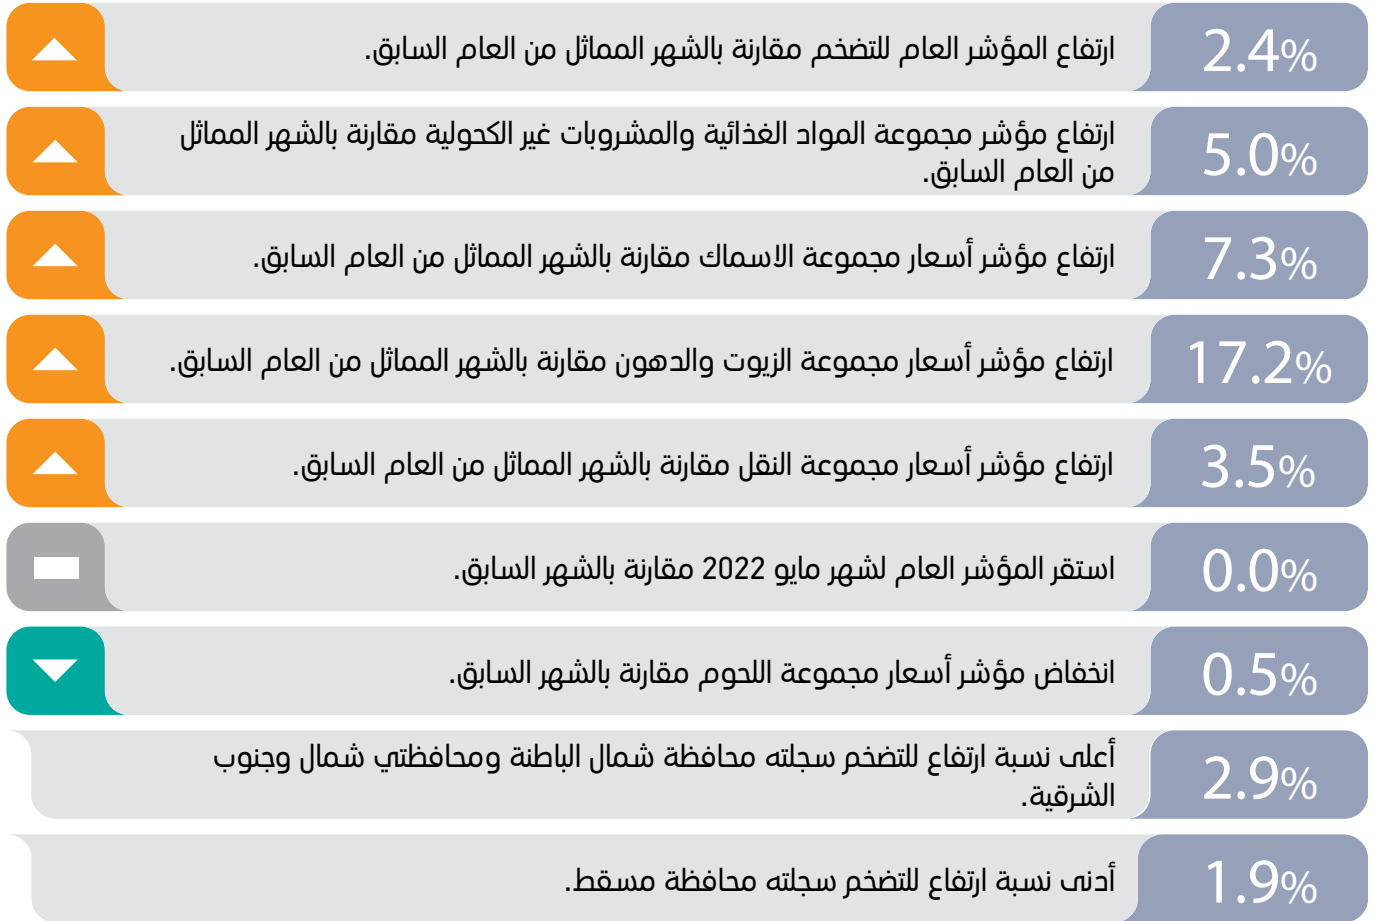 2.4%
ارتفاع المؤشر العام للتضخم مقارنة بالشهر المماثل من العام السابق.
5.0%
ارتفاع مؤشر مجموعة المواد الغذائية والمشروبات غير الكحولية مقارنة بالشهر المماثل
من العام السابق.
7.3%
ارتفاع مؤشر أسعار مجموعة الاسماك مقارنة بالشهر المماثل من العام السابق.
17.2%
ارتفاع مؤشر أسعار مجموعة الزيوت والدهون مقارنة بالشهر المماثل من العام السابق.
3.5%
ارتفاع مؤشر أسعار مجموعة النقل مقارنة بالشهر المماثل من العام السابق.
0.0%
استقر المؤشر العام لشهر مايو 2022 مقارنة بالشهر السابق.
0.5%
انخفاض مؤشر أسعار مجموعة اللحوم مقارنة بالشهر السابق.
2.9%
أعلى نسبة ارتفاع للتضخم سجلته محافظة شمال الباطنة ومحافظتي شمال وجنوب
الشرقية.
1.9%
أدنى نسبة ارتفاع للتضخم سجلته محافظة مسقط.